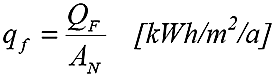 q_f = Q_F / A_N [kWh/m²/a]